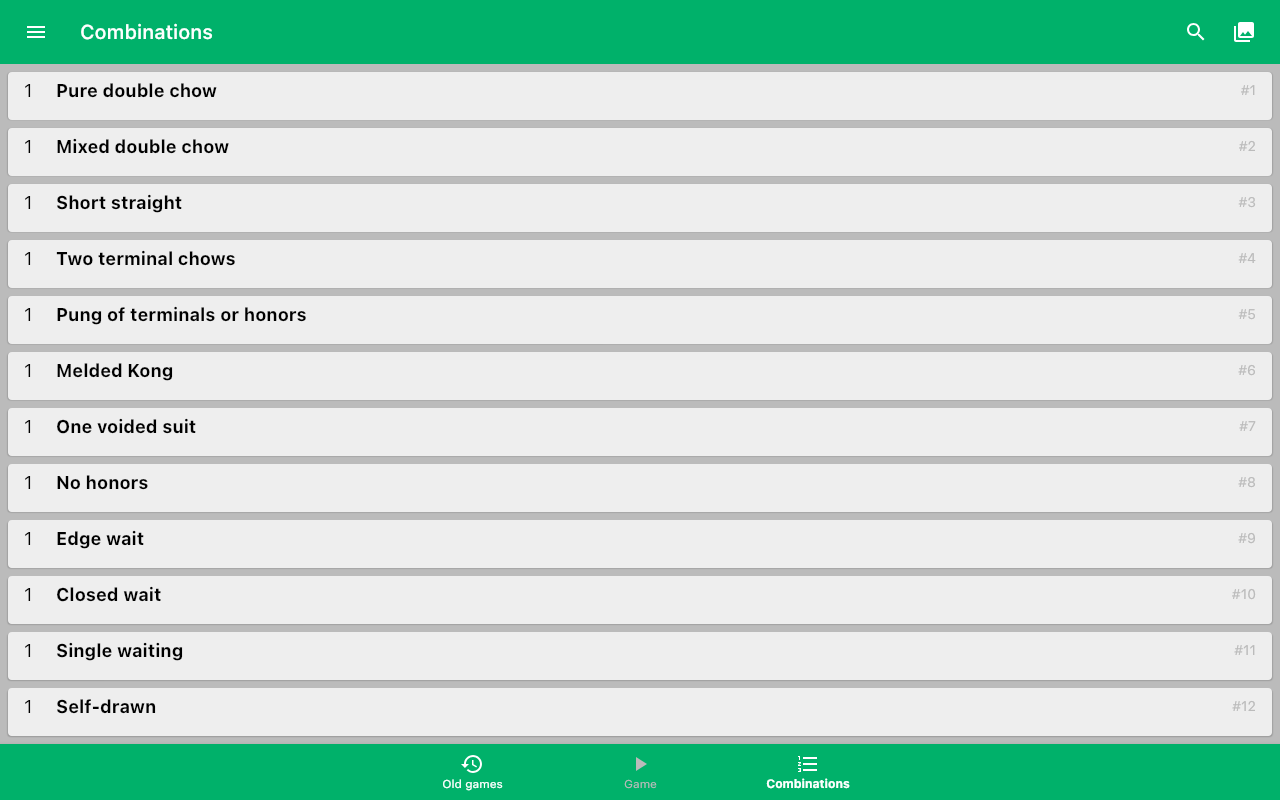 Combinations
1 Pure double chow #1
1 Mixed double chow #2
1 Short straight #3
1 Two terminal chows #4
1 Pung of terminals or honors #5
1 Melded Kong #6
1 One voided suit #7
1 No honors #8
1 Edge wait #9
1 Closed wait #10
1 Single waiting #11
1 Self-drawn #12
Old games Game Combinations